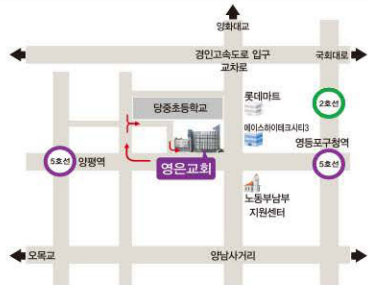 양화대교
경인고속도로 입구
교차로
국회대로
당중초등학교
롯데마트
2호선
에이스하이테크시티3
영등포구청역
5호선
양평역
영은교회
5호선
노동부남부
지원센터
오목교
양남사거리